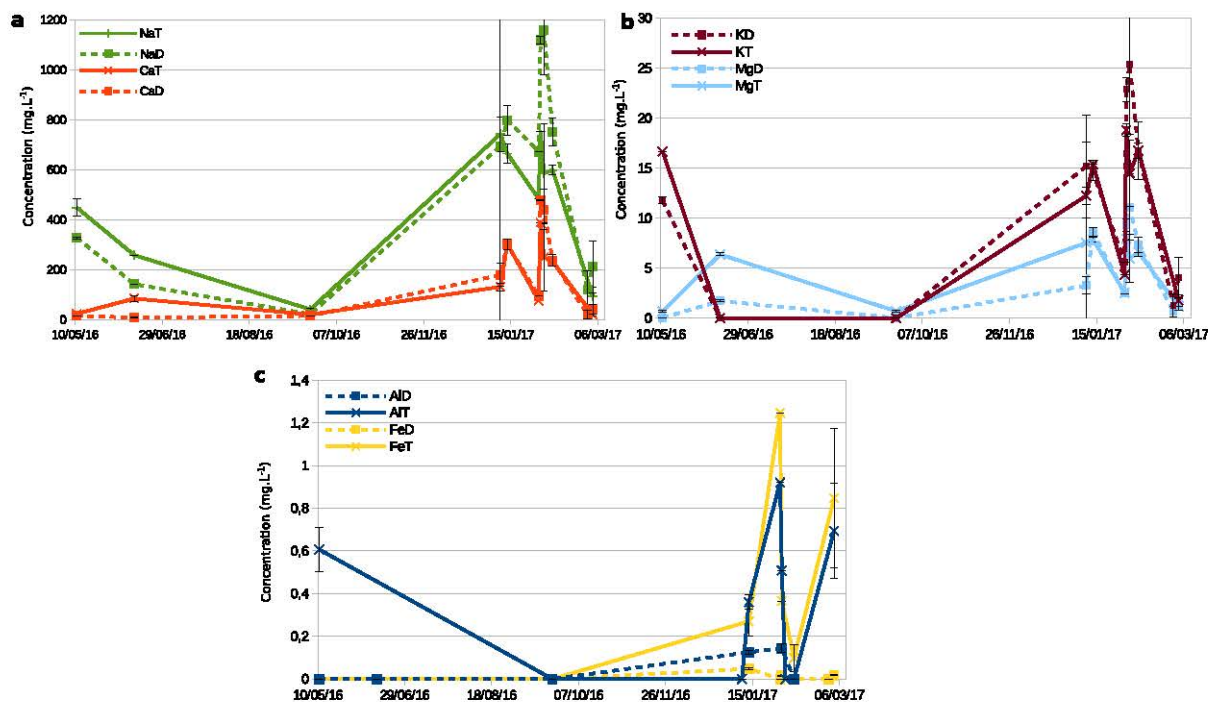 a
1200
1000
800
600
400
200
0
Concentration (mg.L-1)
NaT
NaD
CaT
CaD
10/05/16 29/06/16 18/08/16 07/10/16 26/11/16 15/01/17 06/03/17
b
30
25
20
15
10
5
0
Concentration (mg.L-1)
KD
KT
MgD
MgT
10/05/16 29/06/16 18/08/16 07/10/16 26/11/16 15/01/17 06/03/17
c
1,4
1,2
1
0,8
0,6
0,4
0,2
0
Concentration (mg.L-1)
AlD
AlT
FeD
FeT
10/05/16 29/06/16 18/08/16 07/10/16 26/11/16 15/01/17 06/03/17